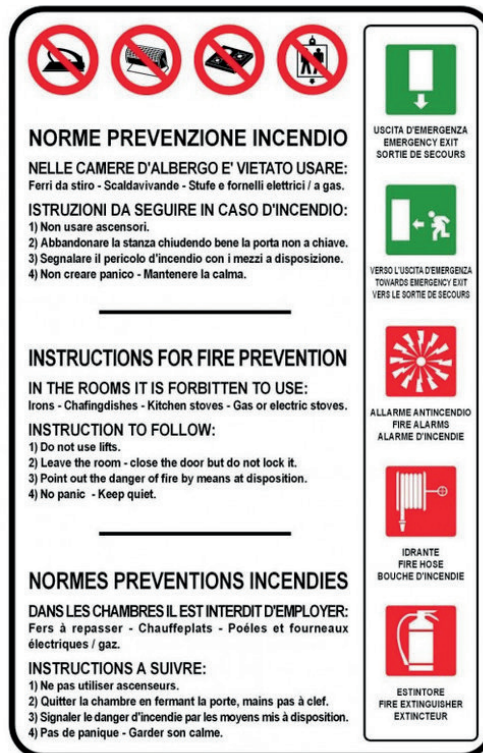 NORME PREVENZIONE INCENDIO
NELLE CAMERE D'ALBERGO E' VIETATO USARE:
Ferri da stiro - Scaldavivande - Stufe e fornelli elettrici / a gas.
ISTRUZIONI DA SEGUIRE IN CASO D'INCENDIO:
1) Non usare ascensori.
2) Abbandonare la stanza chiudendo bene la porta non a chiave.
3) Segnalare il pericolo d'incendio con i mezzi a disposizione.
4) Non creare panico - Mantenere la calma.
INSTRUCTIONS FOR FIRE PREVENTION
IN THE ROOMS IT IS FORBITTEN TO USE:
Irons - Chafingdishes - Kitchen stoves - Gas or electric stoves.
INSTRUCTION TO FOLLOW:
1) Do not use lifts.
2) Leave the room - close the door but do not lock it.
3) Point out the danger of fire by means at disposition.
4) No panic - Keep quiet.
NORMES PREVENTIONS INCENDIES
DANS LES CHAMBRES IL EST INTERDIT D'EMPLOYER:
Fers à repasser - Chauffeplats - Poéles et fourneaux
électriques / gaz.
INSTRUCTIONS A SUIVRE:
1) Ne pas utiliser ascenseurs.
2) Quitter la chambre en fermant la porte, mains pas à clef.
3) Signaler le danger d'incendie par les moyens mis à disposition.
4) Pas de panique - Garder son calme.
USCITA D'EMERGENZA
EMERGENCY EXIT
SORTIE DE SECOURS
VERSO L'USCITA D'EMERGENZA
TOWARDS EMERGENCY EXIT
VERS LE SORTIE DE SECOURS
ALLARME ANTINCENDIO
FIRE ALARMS
ALARME D'INCENDIE
IDRANTE
FIRE HOSE
BOUCHE D'INCENDIE
ESTINTORE
FIRE EXTINGUISHER
EXTINCTEUR